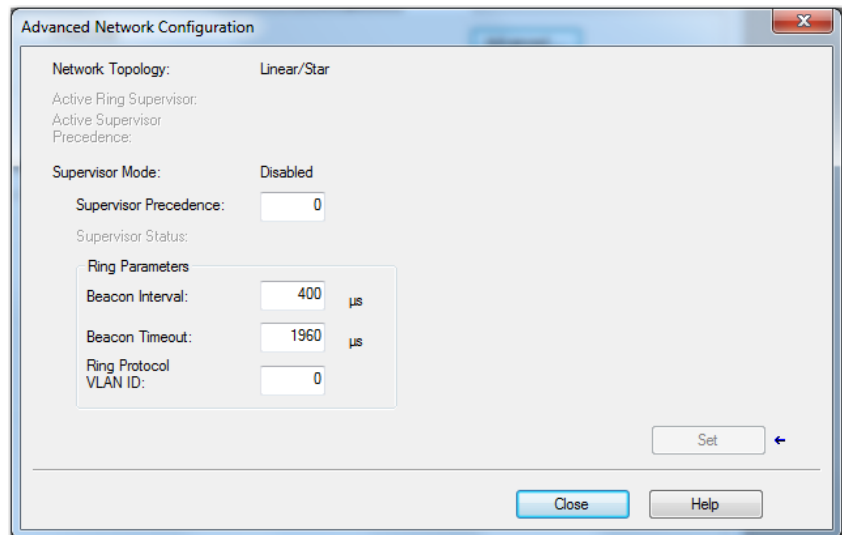 Advanced Network Configuration
Network Topology: Linear/Star
Active Ring Supervisor:
Active Supervisor
Precedence:
Supervisor Mode: Disabled
Supervisor Precedence: 0
Supervisor Status:
Ring Parameters
Beacon Interval: 400 µs
Beacon Timeout: 1960 µs
Ring Protocol
VLAN ID: 0
Set
Close Help